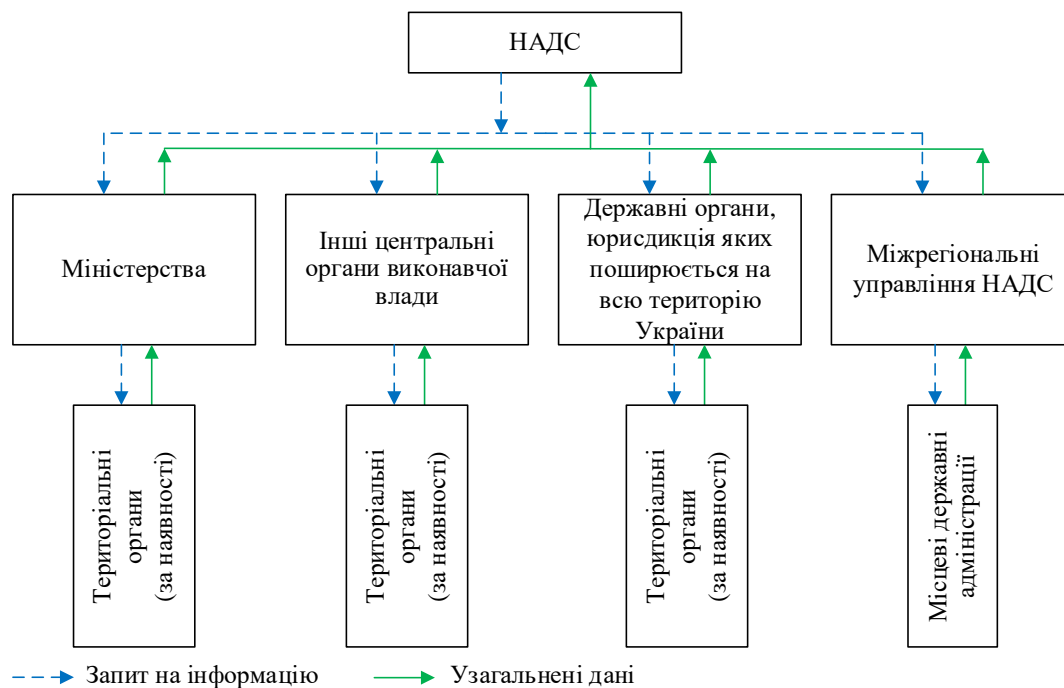 НАДС
Міністерства
Інші центральні
органи виконавчої
влади
Державні органи,
юрисдикція яких
поширюється на
всю територію
України
Міжрегіональні
управління НАДС
Територіальні
органи
(за наявності)
Територіальні
органи
(за наявності)
Територіальні
органи
(за наявності)
Місцеві державні
адміністрації
Запит на інформацію
Узагальнені дані